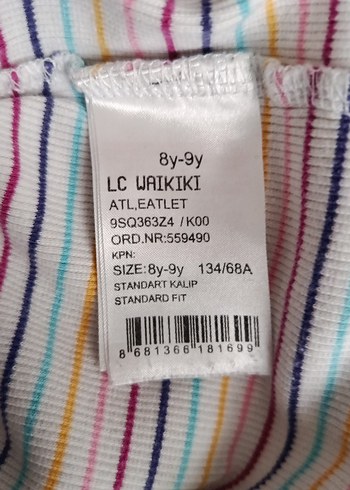 8y-9y
LC WAIKIKI
ATL,EATLET
9SQ363Z4 /K00
ORD.NR:559490
KPN:
SIZE:8y-9y 134/68A
STANDART KALIP
STANDARD FIT
8 681366 181699